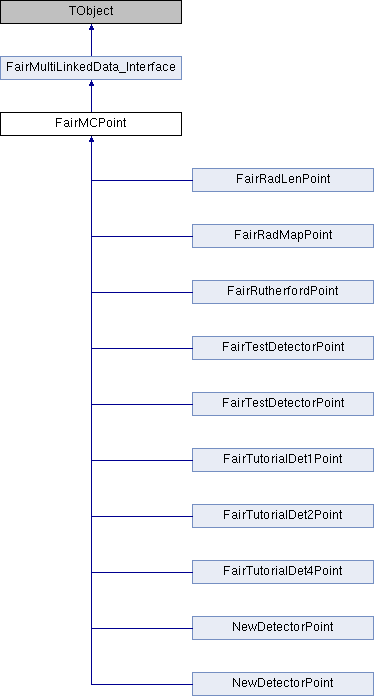 TObject
FairMultiLinkedData_Interface
FairMCPoint
FairRadLenPoint
FairRadMapPoint
FairRutherfordPoint
FairTestDetectorPoint
FairTestDetectorPoint
FairTutorialDet1Point
FairTutorialDet2Point
FairTutorialDet4Point
NewDetectorPoint
NewDetectorPoint